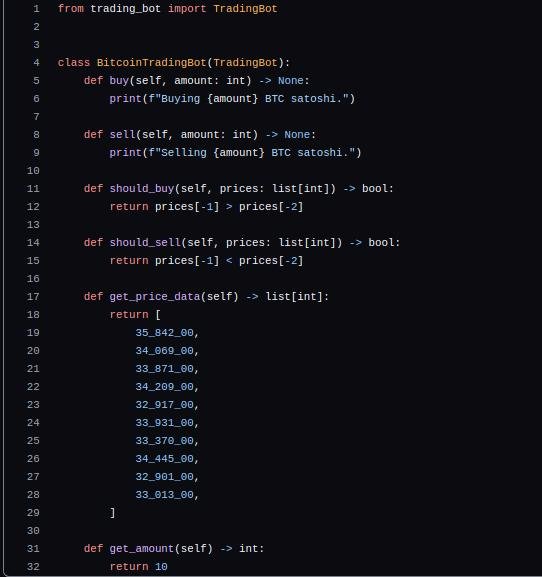 1 from trading_bot import TradingBot
2
3
4 class BitcoinTradingBot(TradingBot):
5     def buy(self, amount: int) -> None:
6         print(f"Buying {amount} BTC satoshi.")
7
8     def sell(self, amount: int) -> None:
9         print(f"Selling {amount} BTC satoshi.")
10
11     def should_buy(self, prices: list[int]) -> bool:
12         return prices[-1] > prices[-2]
13
14     def should_sell(self, prices: list[int]) -> bool:
15         return prices[-1] < prices[-2]
16
17     def get_price_data(self) -> list[int]:
18         return [
19             35_842_00,
20             34_069_00,
21             33_871_00,
22             34_209_00,
23             32_917_00,
24             33_931_00,
25             33_370_00,
26             34_445_00,
27             32_901_00,
28             33_013_00,
29         ]
30
31     def get_amount(self) -> int:
32         return 10